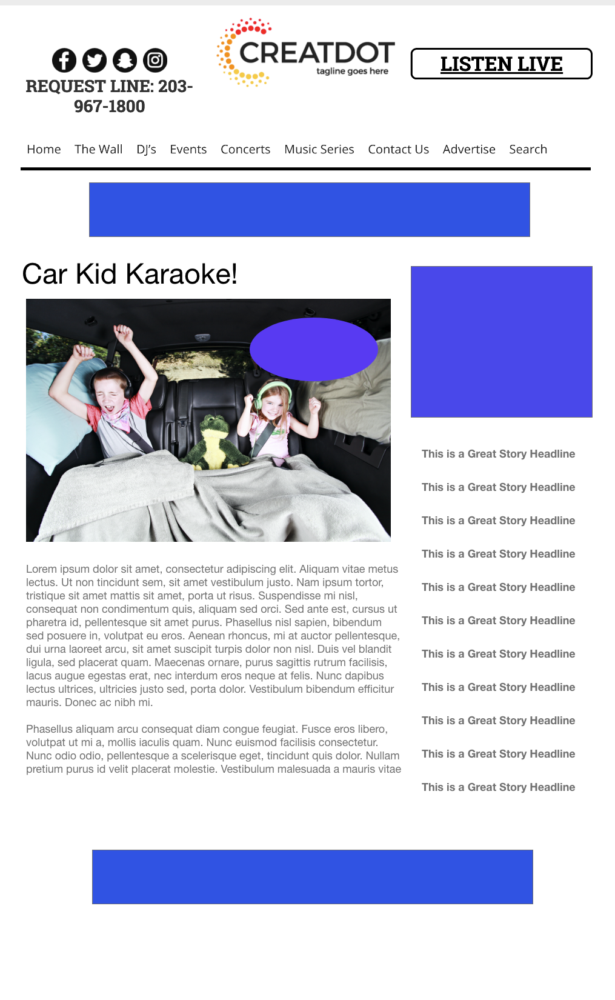 REQUEST LINE: 203-
967-1800
CREATDOT
tagline goes here
LISTEN LIVE
Home The Wall DJ’s Events Concerts Music Series Contact Us Advertise Search
Car Kid Karaoke!
Lorem ipsum dolor sit amet, consectetur adipiscing elit. Aliquam vitae metus
lectus. Ut non tincidunt sem, sit amet vestibulum justo. Nam ipsum tortor,
tristique sit amet mattis sit amet, porta ut risus. Suspendisse mi nisl,
consequat non condimentum quis, aliquam sed orci. Sed ante est, cursus ut
pharetra id, pellentesque sit amet purus. Phasellus nisl sapien, bibendum
sed posuere in, volutpat eu eros. Aenean rhoncus, mi at auctor pellentesque,
dui urna laoreet arcu, sit amet suscipit turpis dolor non nisl. Duis vel blandit
ligula, sed placerat quam. Maecenas ornare, purus sagittis rutrum facilisis,
lacus augue egestas erat, nec interdum eros neque at felis. Nunc dapibus
lectus ultrices, ultricies justo sed, porta dolor. Vestibulum bibendum efficitur
mauris. Donec ac nibh mi.
Phasellus aliquam arcu consequat diam congue feugiat. Fusce eros libero,
volutpat ut mi a, mollis iaculis quam. Nunc euismod facilisis consectetur.
Nunc odio odio, pellentesque a scelerisque eget, tincidunt quis dolor. Nullam
pretium purus id velit placerat molestie. Vestibulum malesuada a mauris vitae
This is a Great Story Headline
This is a Great Story Headline
This is a Great Story Headline
This is a Great Story Headline
This is a Great Story Headline
This is a Great Story Headline
This is a Great Story Headline
This is a Great Story Headline
This is a Great Story Headline
This is a Great Story Headline
This is a Great Story Headline